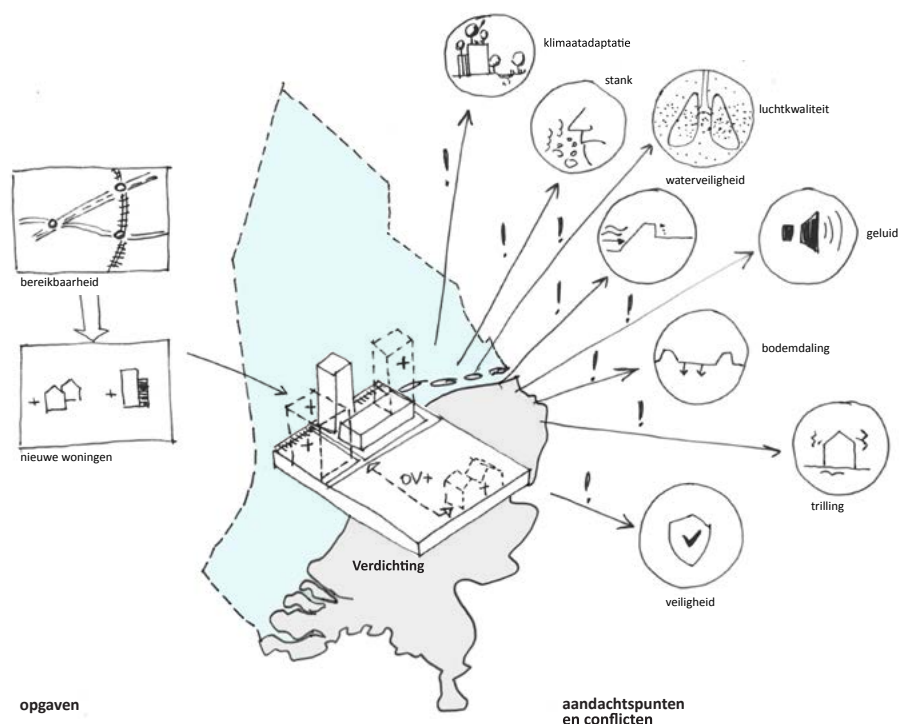 klimaatadaptatie
stank
luchtkwaliteit
waterveiligheid
geluid
bereikbaarheid
bodemdaling
nieuwe woningen
OV+
trilling
Verdichting
veiligheid
opgaven
aandachtspunten
en conflicten